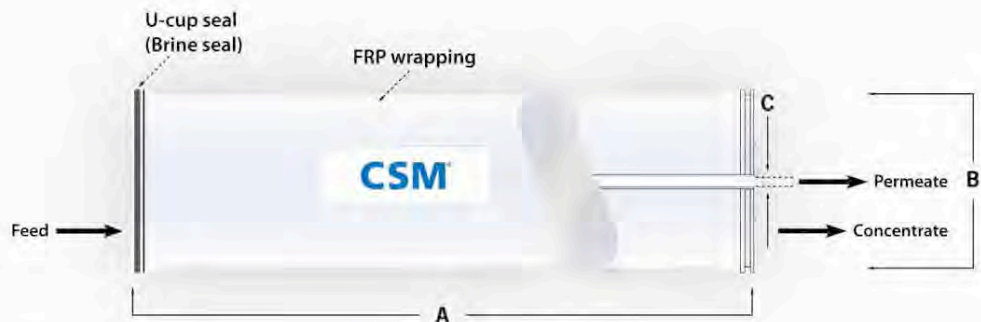 U-cup seal
(Brine seal)
FRP wrapping
C
CSM
Permeate
B
Feed
Concentrate
A